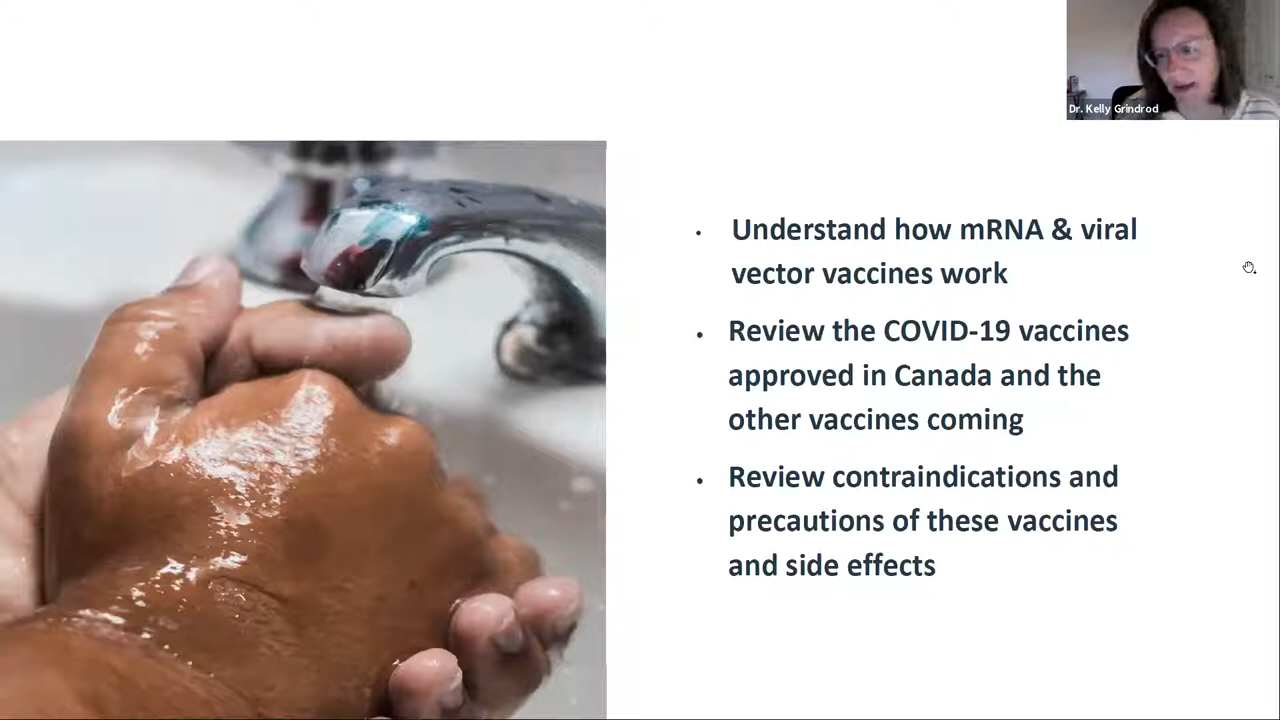 Dr. Kelly Grindrod
• Understand how mRNA & viral
vector vaccines work
• Review the COVID-19 vaccines
approved in Canada and the
other vaccines coming
• Review contraindications and
precautions of these vaccines
and side effects